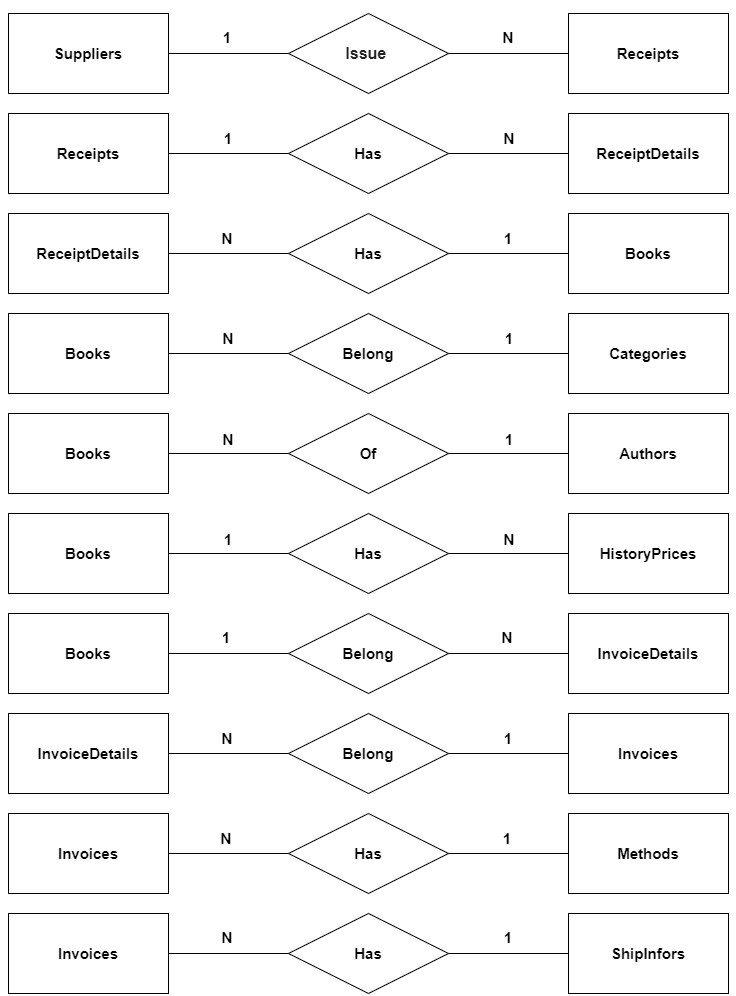 Suppliers 1 Issue N Receipts
Receipts 1 Has N ReceiptDetails
ReceiptDetails N Has 1 Books
Books N Belong 1 Categories
Books N Of 1 Authors
Books 1 Has N HistoryPrices
Books 1 Belong N InvoiceDetails
InvoiceDetails N Belong 1 Invoices
Invoices N Has 1 Methods
Invoices N Has 1 ShipInfors